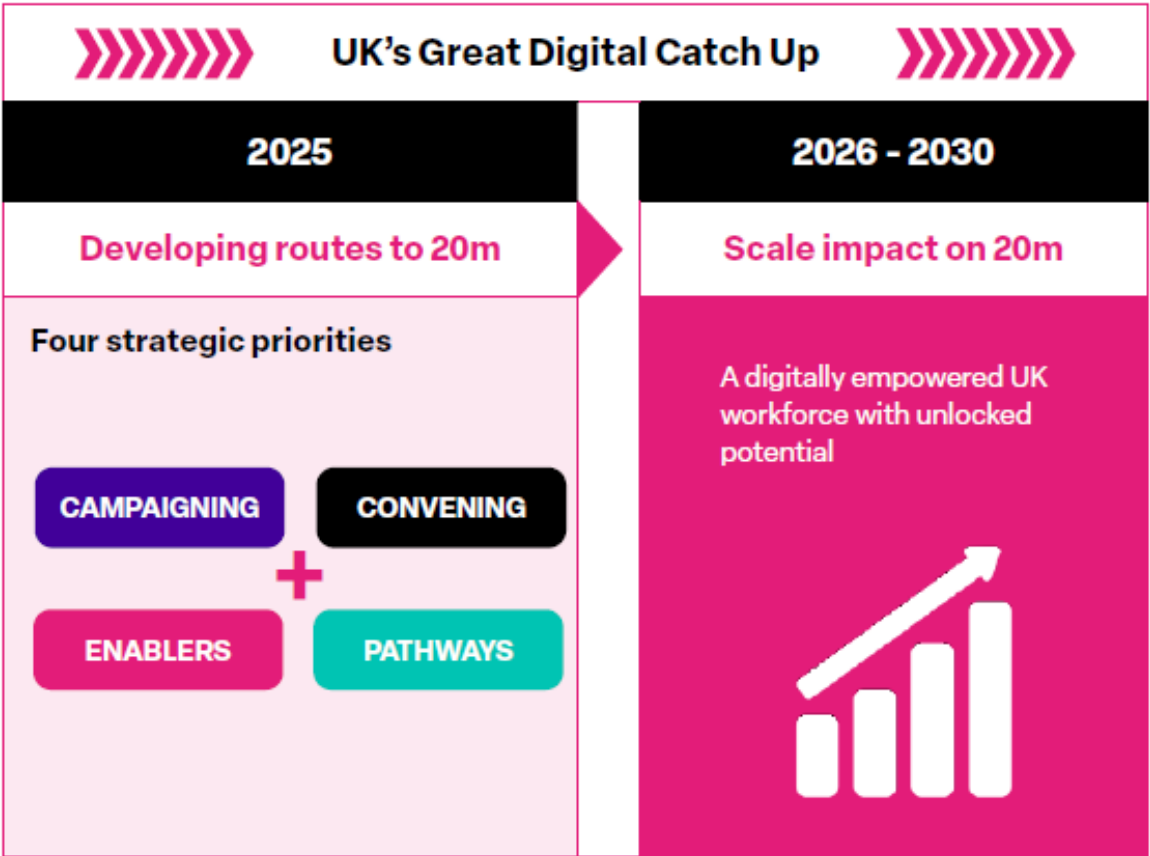 UK’s Great Digital Catch Up
2025
Developing routes to 20m
Four strategic priorities
CAMPAIGNING
CONVENING
ENABLERS
PATHWAYS
2026 - 2030
Scale impact on 20m
A digitally empowered UK
workforce with unlocked
potential